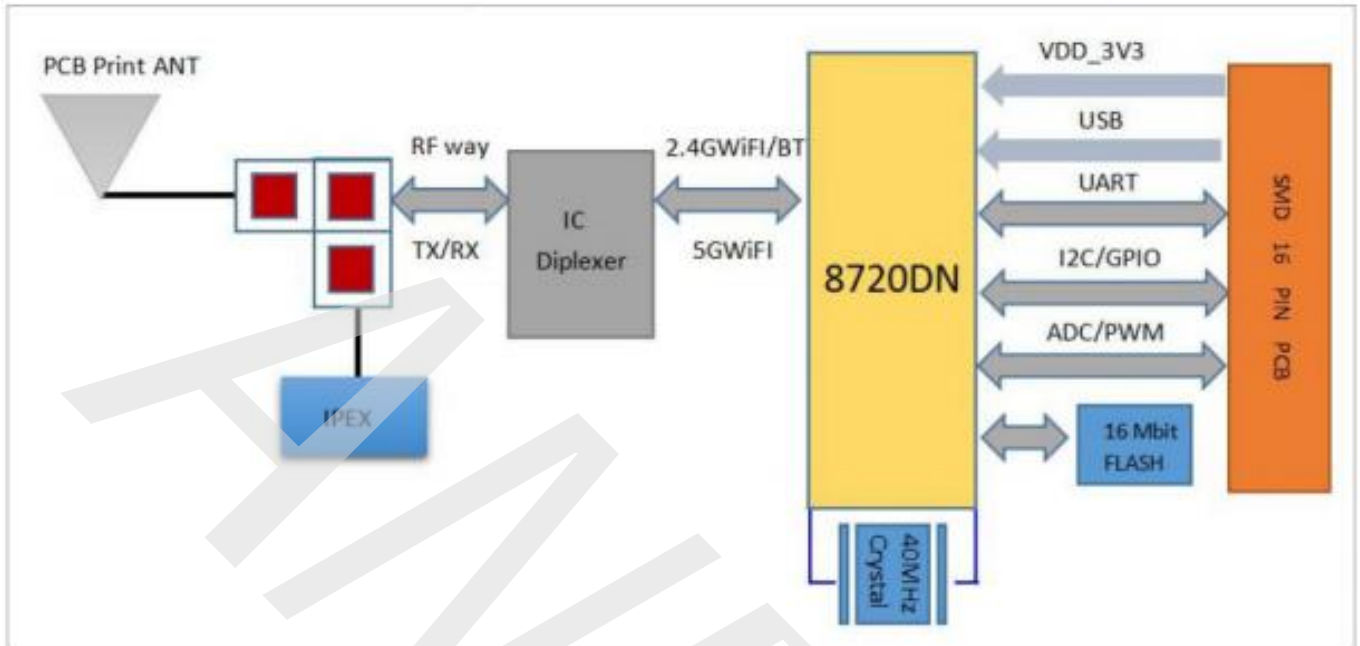 PCB Print ANT
RF way
TX/RX
IPEX
IC
Diplexer
2.4GWiFI/BT
5GWiFI
8720DN
VDD_3V3
USB
UART
I2C/GPIO
ADC/PWM
16 Mbit
FLASH
SMD 16 PIN PCB
40MHz
Crystal